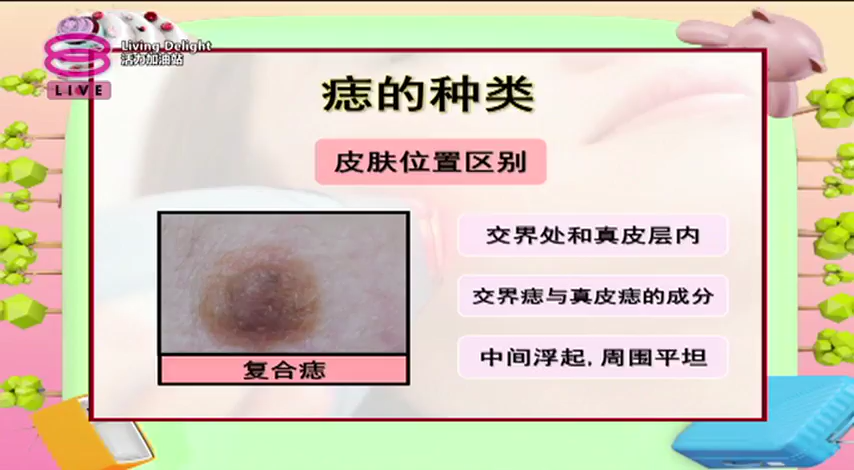 Living Delight
活力加油站
LIVE
痣的种类
皮肤位置区别
交界处和真皮层内
交界痣与真皮痣的成分
中间浮起, 周围平坦
复合痣